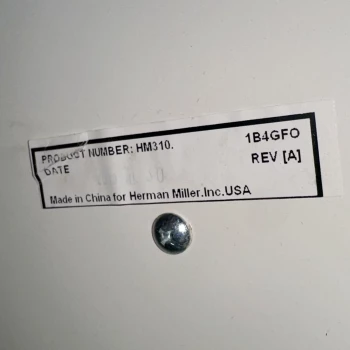 PRODUCT NUMBER: HM310. 1B4GFO
DATE REV [A]
Made in China for Herman Miller.Inc.USA